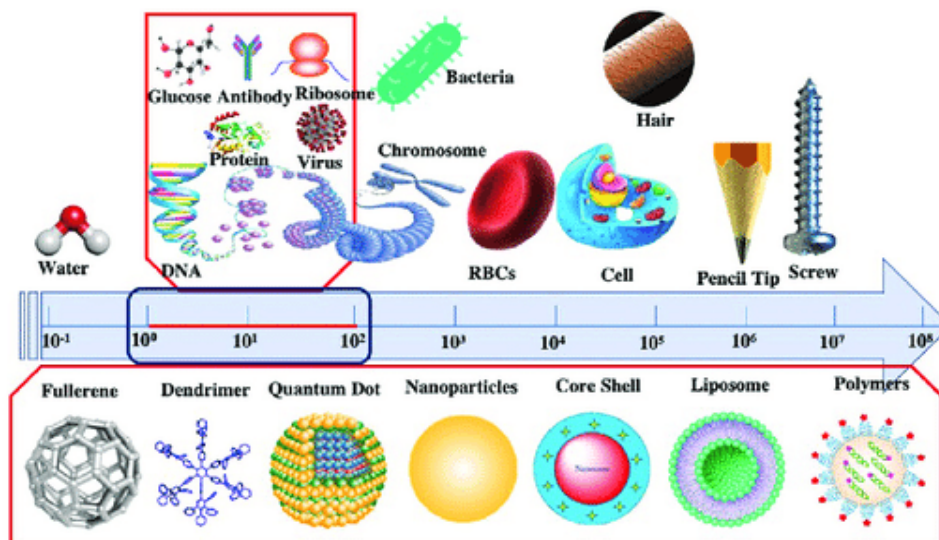 Glucose Antibody Ribosome
Bacteria
Hair
Protein
Virus
Chromosome
Water
DNA
RBCs
Cell
Pencil Tip
Screw
10⁻¹
10⁰
10¹
10²
10³
10⁴
10⁵
10⁶
10⁷
10⁸
Fullerene
Dendrimer
Quantum Dot
Nanoparticles
Core Shell
Liposome
Polymers